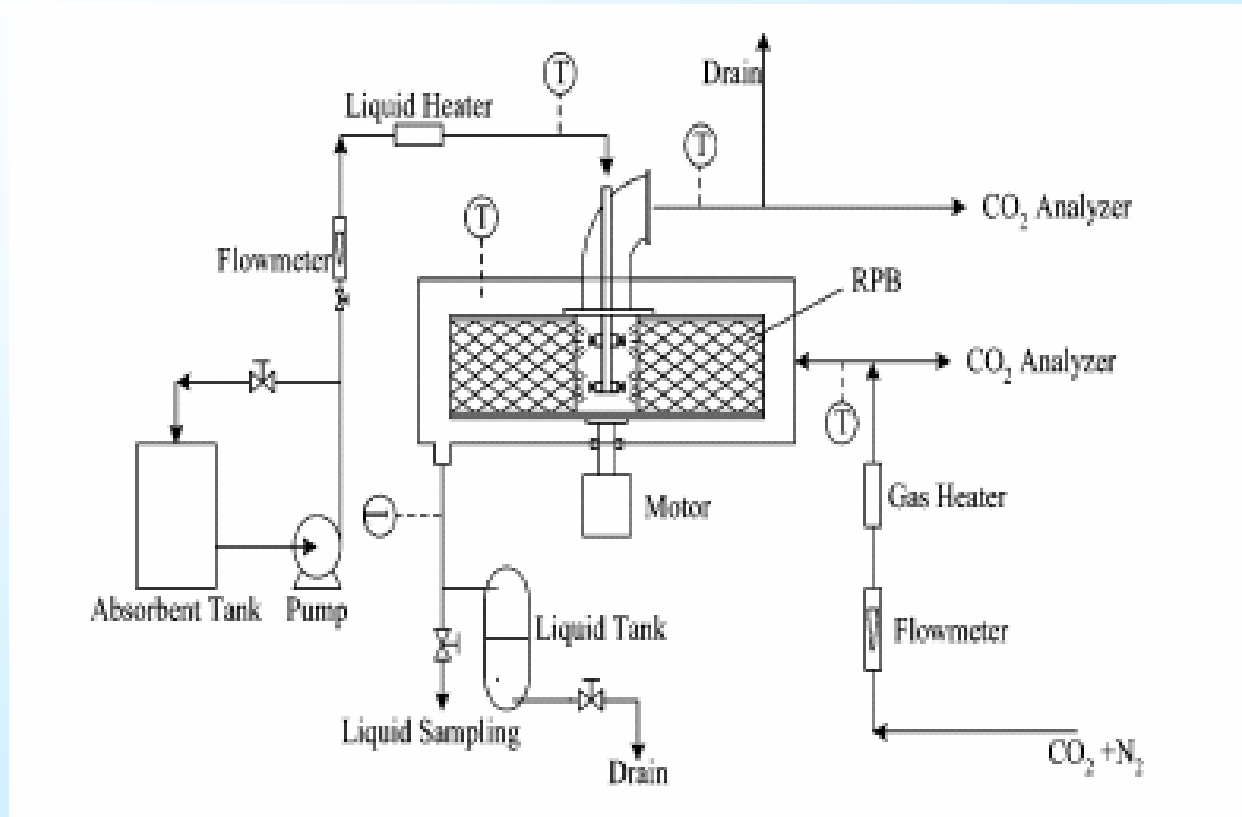 T
Drain
Liquid Heater
T
CO₂ Analyzer
T
Flowmeter
RPB
CO₂ Analyzer
T
Gas Heater
Motor
T
Absorbent Tank
Pump
Liquid Tank
Flowmeter
Liquid Sampling
CO₂ +N₂
Drain